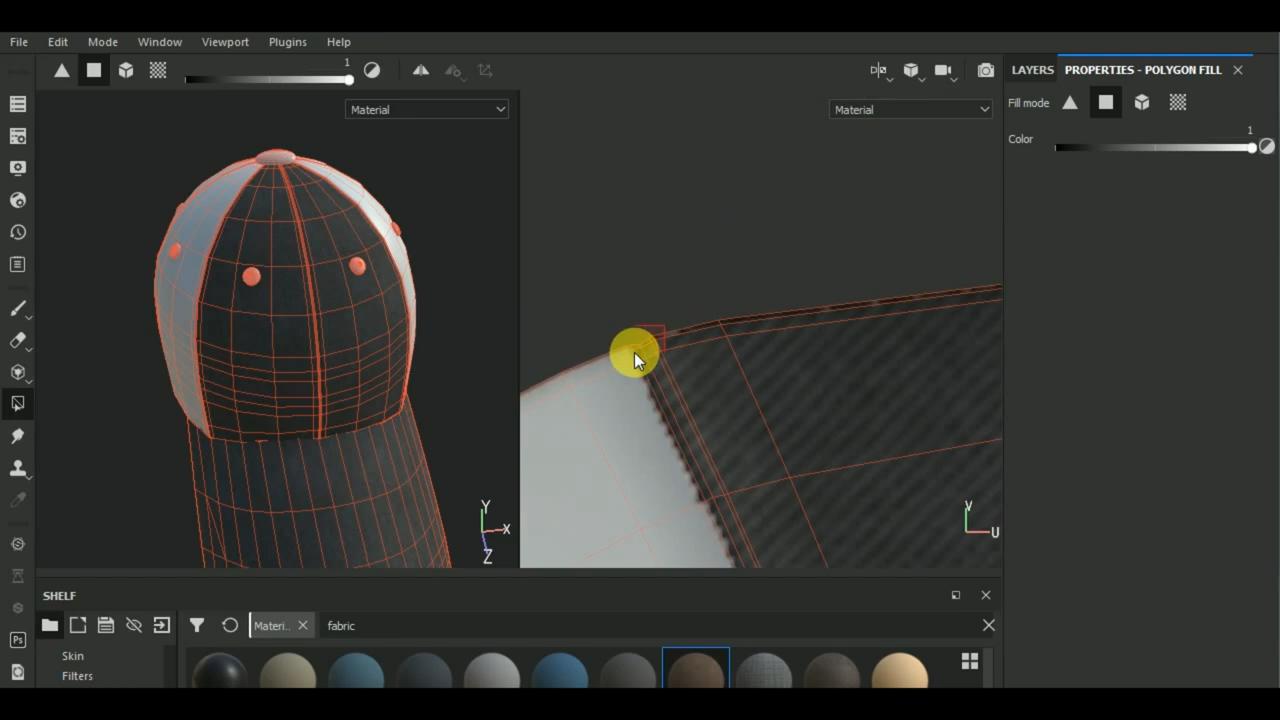 File Edit Mode Window Viewport Plugins Help
1
LAYERS PROPERTIES - POLYGON FILL
Fill mode
Material
Material
1
Color
Y
X
Z
V
U
SHELF
Materi.. fabric
Ps
Skin
Filters